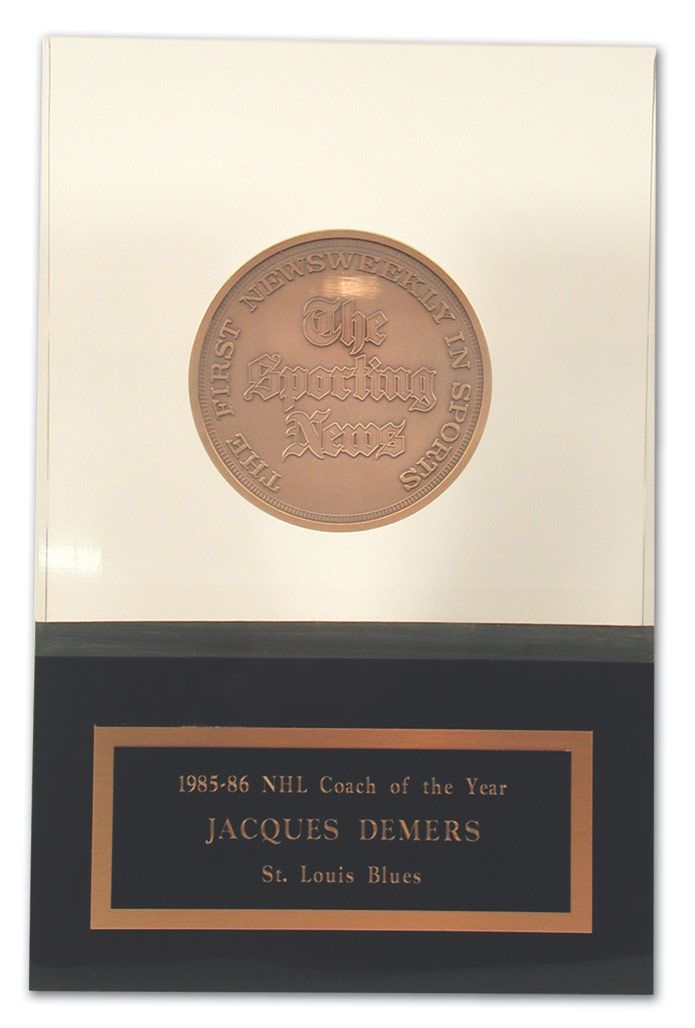 THE FIRST NEWSWEEKLY IN SPORTS
The
Sporting
News
1985-86 NHL Coach of the Year
JACQUES DEMERS
St. Louis Blues